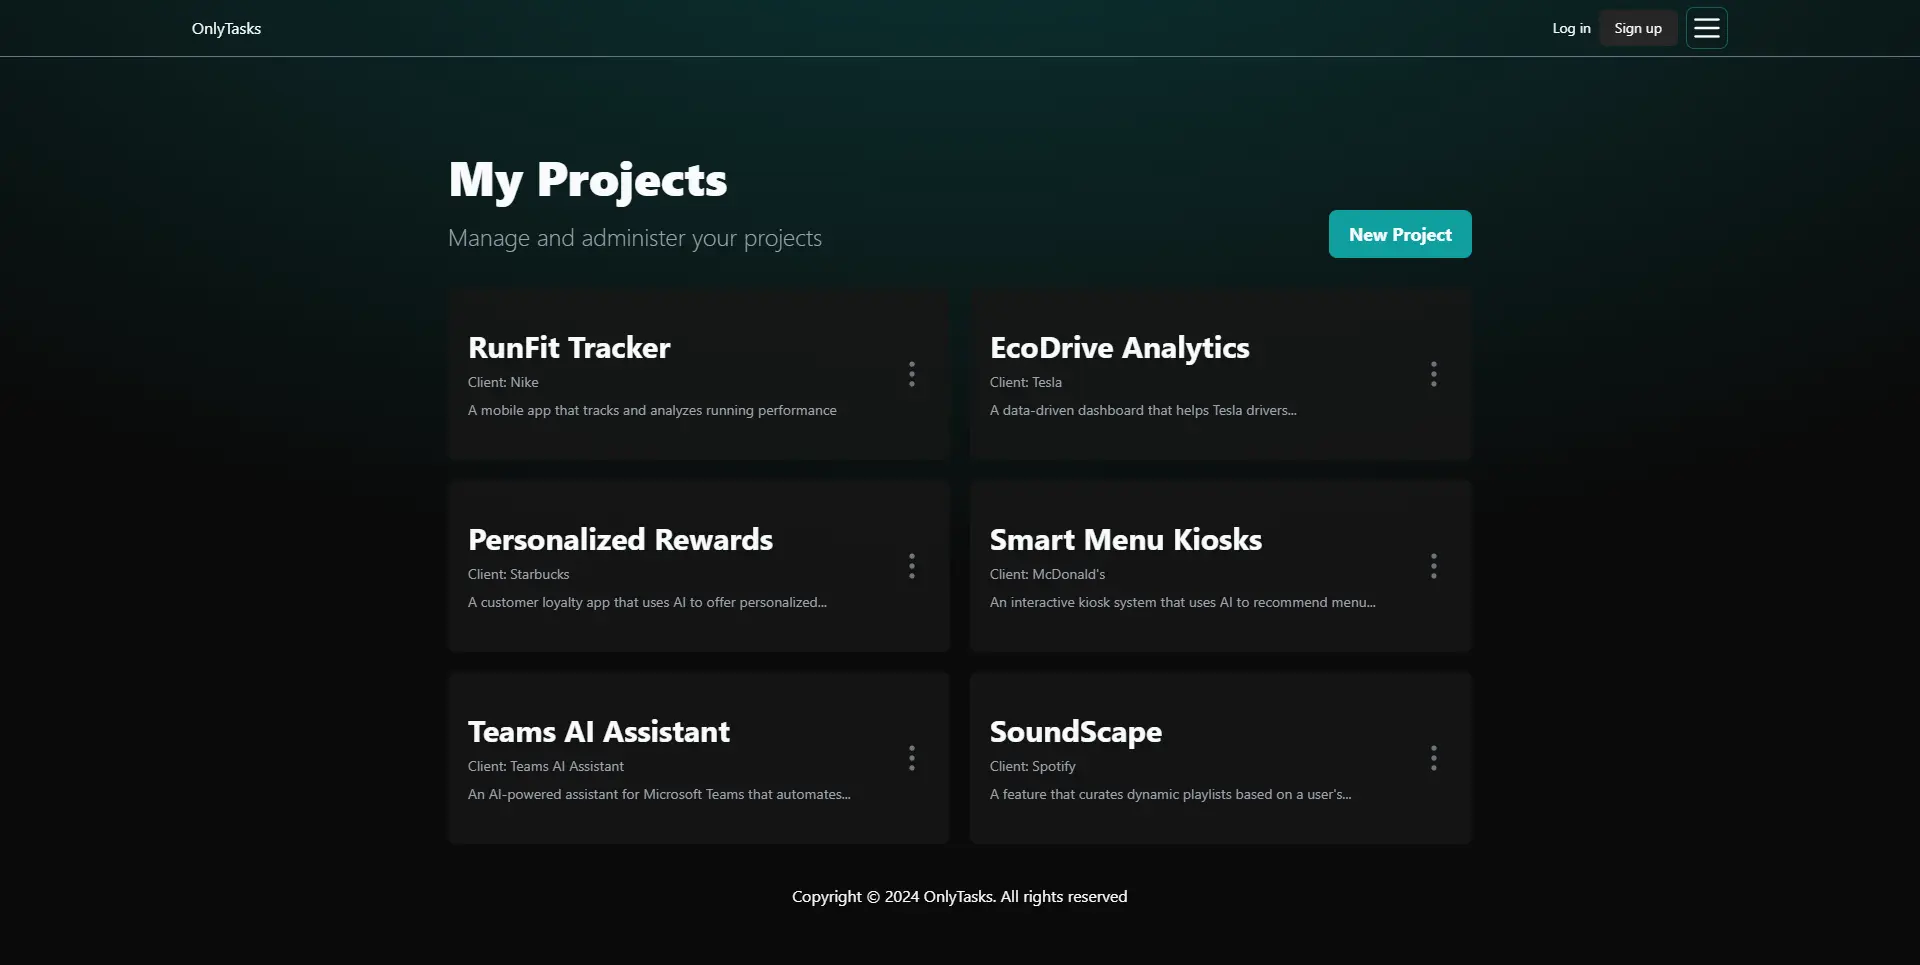 OnlyTasks
Log in
Sign up
My Projects
Manage and administer your projects
New Project
RunFit Tracker
Client: Nike
A mobile app that tracks and analyzes running performance
EcoDrive Analytics
Client: Tesla
A data-driven dashboard that helps Tesla drivers...
Personalized Rewards
Client: Starbucks
A customer loyalty app that uses AI to offer personalized...
Smart Menu Kiosks
Client: McDonald's
An interactive kiosk system that uses AI to recommend menu...
Teams AI Assistant
Client: Teams AI Assistant
An AI-powered assistant for Microsoft Teams that automates...
SoundScape
Client: Spotify
A feature that curates dynamic playlists based on a user's...
Copyright © 2024 OnlyTasks. All rights reserved